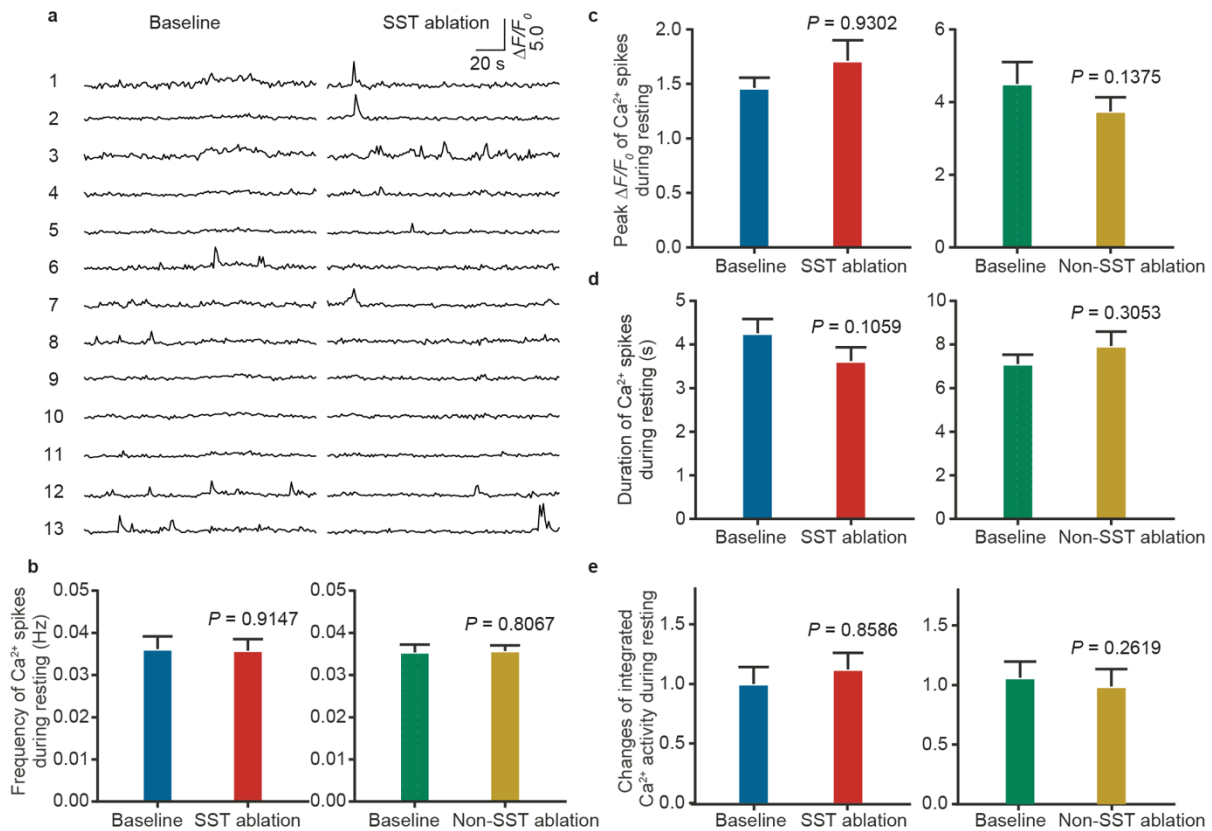 a
Baseline
SST ablation
20 s
ΔF/F₀
5.0
1
2
3
4
5
6
7
8
9
10
11
12
13
b
Frequency of Ca²⁺ spikes
during resting (Hz)
0.05
0.04
0.03
0.02
0.01
0.00
P = 0.9147
Baseline
SST ablation
0.05
0.04
0.03
0.02
0.01
0.00
P = 0.8067
Baseline
Non-SST ablation
c
Peak ΔF/F₀ of Ca²⁺ spikes
during resting
2.0
1.5
1.0
0.5
0.0
P = 0.9302
Baseline
SST ablation
6
4
2
0
P = 0.1375
Baseline
Non-SST ablation
d
Duration of Ca²⁺ spikes
during resting (s)
5
4
3
2
1
0
P = 0.1059
Baseline
SST ablation
10
8
6
4
2
0
P = 0.3053
Baseline
Non-SST ablation
e
Changes of integrated
Ca²⁺ activity during resting
1.5
1.0
0.5
0.0
P = 0.8586
Baseline
SST ablation
1.5
1.0
0.5
0.0
P = 0.2619
Baseline
Non-SST ablation